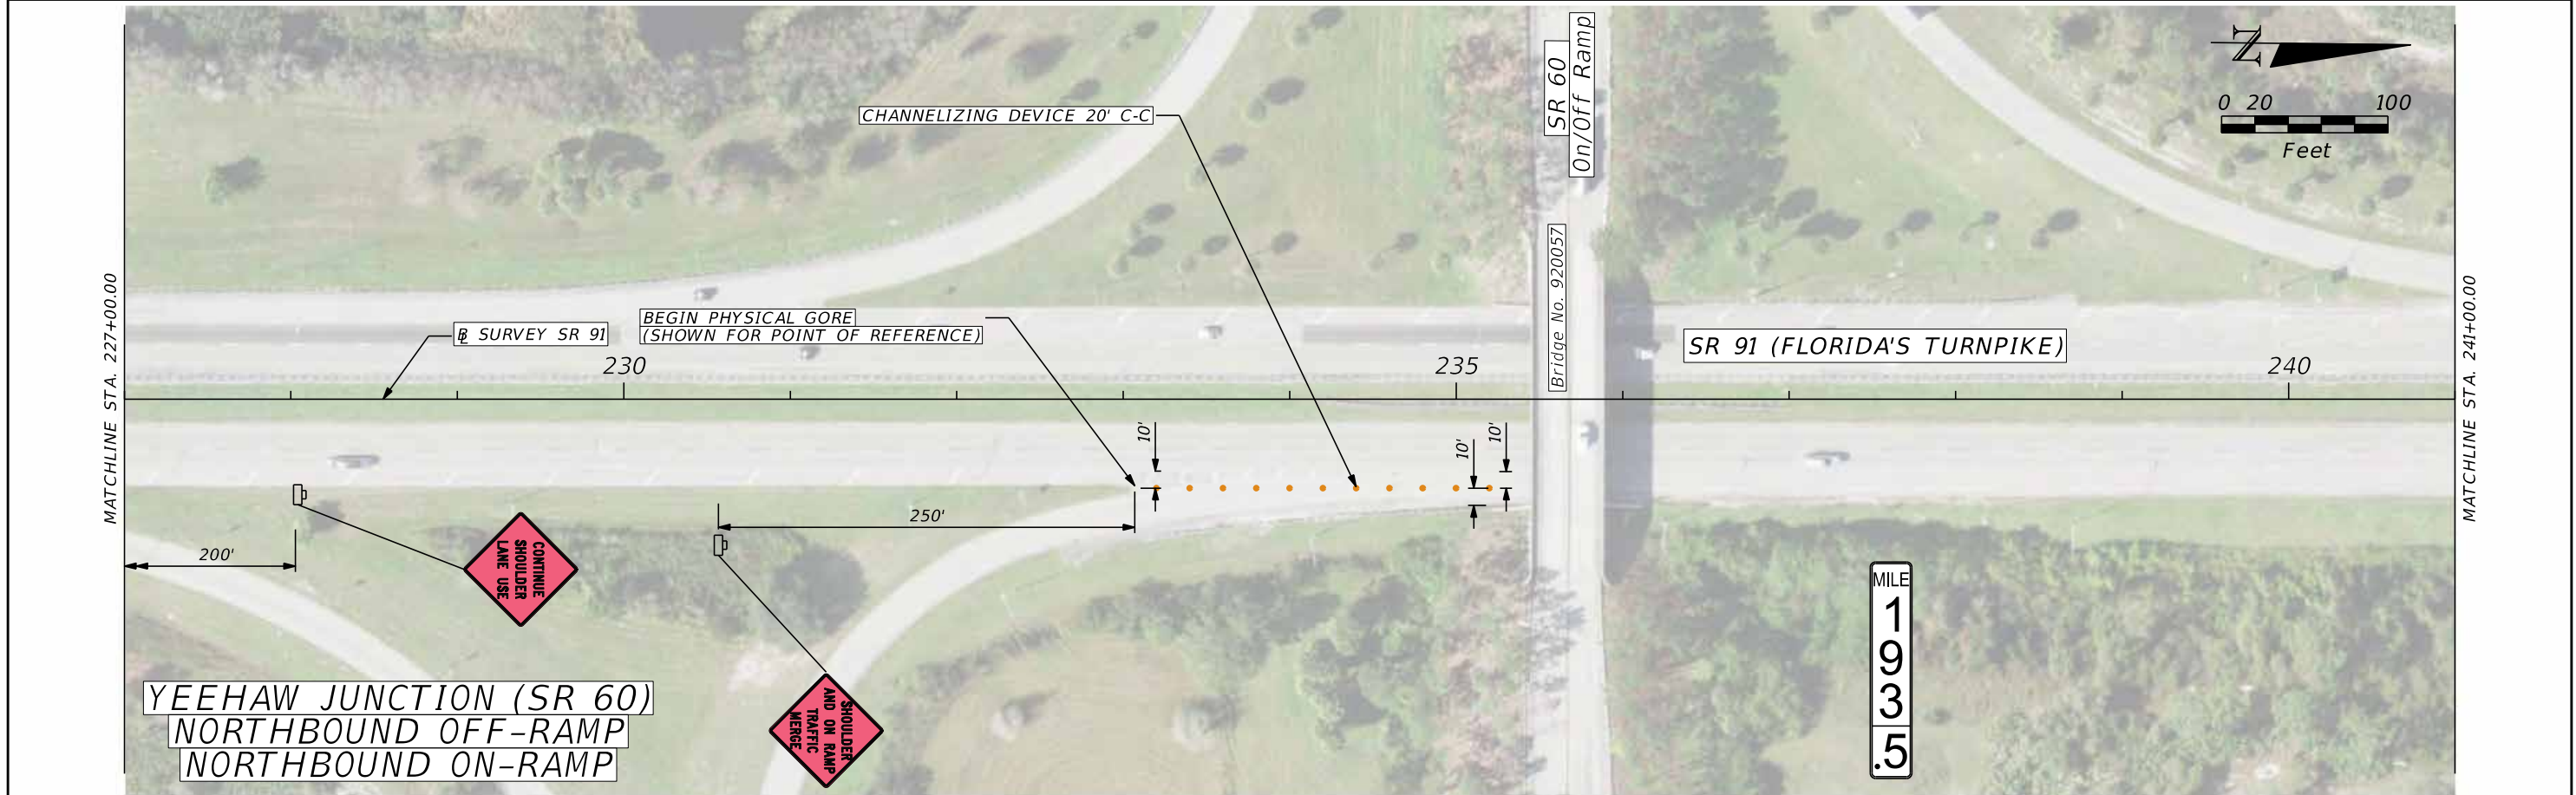 SR 60
On/Off Ramp
N
0 20 100
Feet
CHANNELIZING DEVICE 20' C-C
Bridge No. 920057
MATCHLINE STA. 227+00.00
MATCHLINE STA. 241+00.00
BEGIN PHYSICAL GORE
(SHOWN FOR POINT OF REFERENCE)
℄ SURVEY SR 91
SR 91 (FLORIDA'S TURNPIKE)
230
235
240
10'
10'
10'
250'
200'
CONTINUE
SHOULDER
LANE USE
SHOULDER
AND ON RAMP
TRAFFIC
MERGE
MILE
1
9
3
.5
YEEHAW JUNCTION (SR 60)
NORTHBOUND OFF-RAMP
NORTHBOUND ON-RAMP